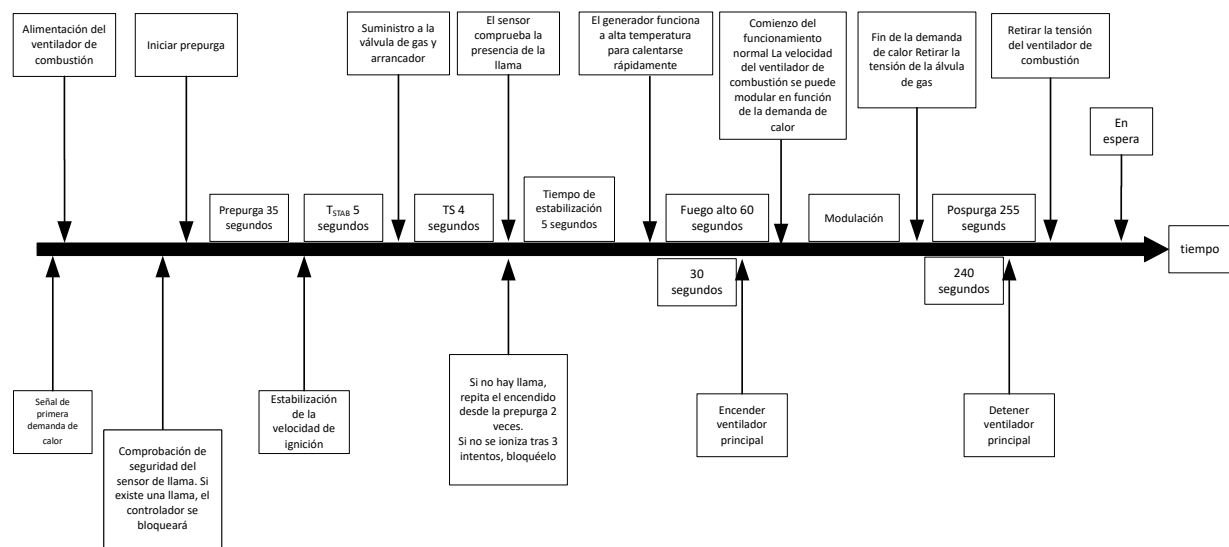 Alimentación del
ventilador de
combustión
Iniciar prepurga
Suministro a la
válvula de gas y
arrancador
El sensor
comprueba la
presencia de la
llama
El generador funciona
a alta temperatura
para calentarse
rápidamente
Comienzo del
funcionamiento
normal La velocidad
del ventilador de
combustión se puede
modular en función
de la demanda de
calor
Fin de la demanda
de calor Retirar la
tensión de la álvula
de gas
Retirar la tensión
del ventilador de
combustión
En
espera
Prepurga 35
segundos
TSTAB 5
segundos
TS 4
segundos
Tiempo de
estabilización
5 segundos
Fuego alto 60
segundos
Modulación
Pospurga 255
segunds
tiempo
30
segundos
240
segundos
Señal de
primera
demanda de
calor
Comprobación de
seguridad del
sensor de llama. Si
existe una llama, el
controlador se
bloqueará
Estabilización
de la
velocidad de
ignición
Si no hay llama,
repita el encendido
desde la prepurga 2
veces.
Si no se ioniza tras 3
intentos, bloquéelo
Encender
ventilador
principal
Detener
ventilador
principal